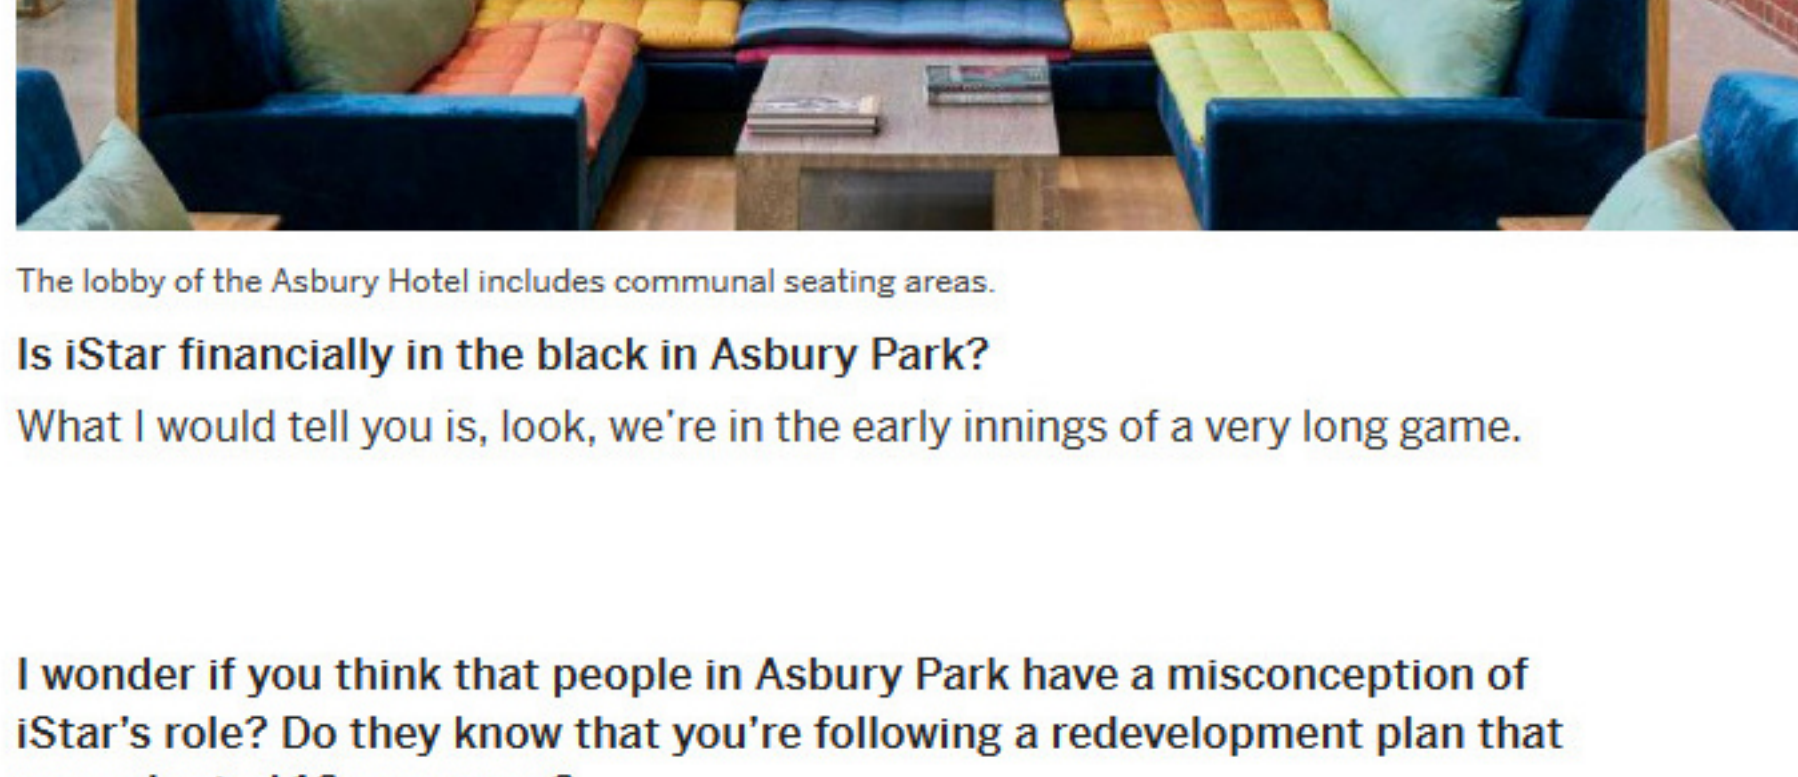 The lobby of the Asbury Hotel includes communal seating areas.
Is iStar financially in the black in Asbury Park?
What I would tell you is, look, we're in the early innings of a very long game.
I wonder if you think that people in Asbury Park have a misconception of
iStar's role? Do they know that you're following a redevelopment plan that